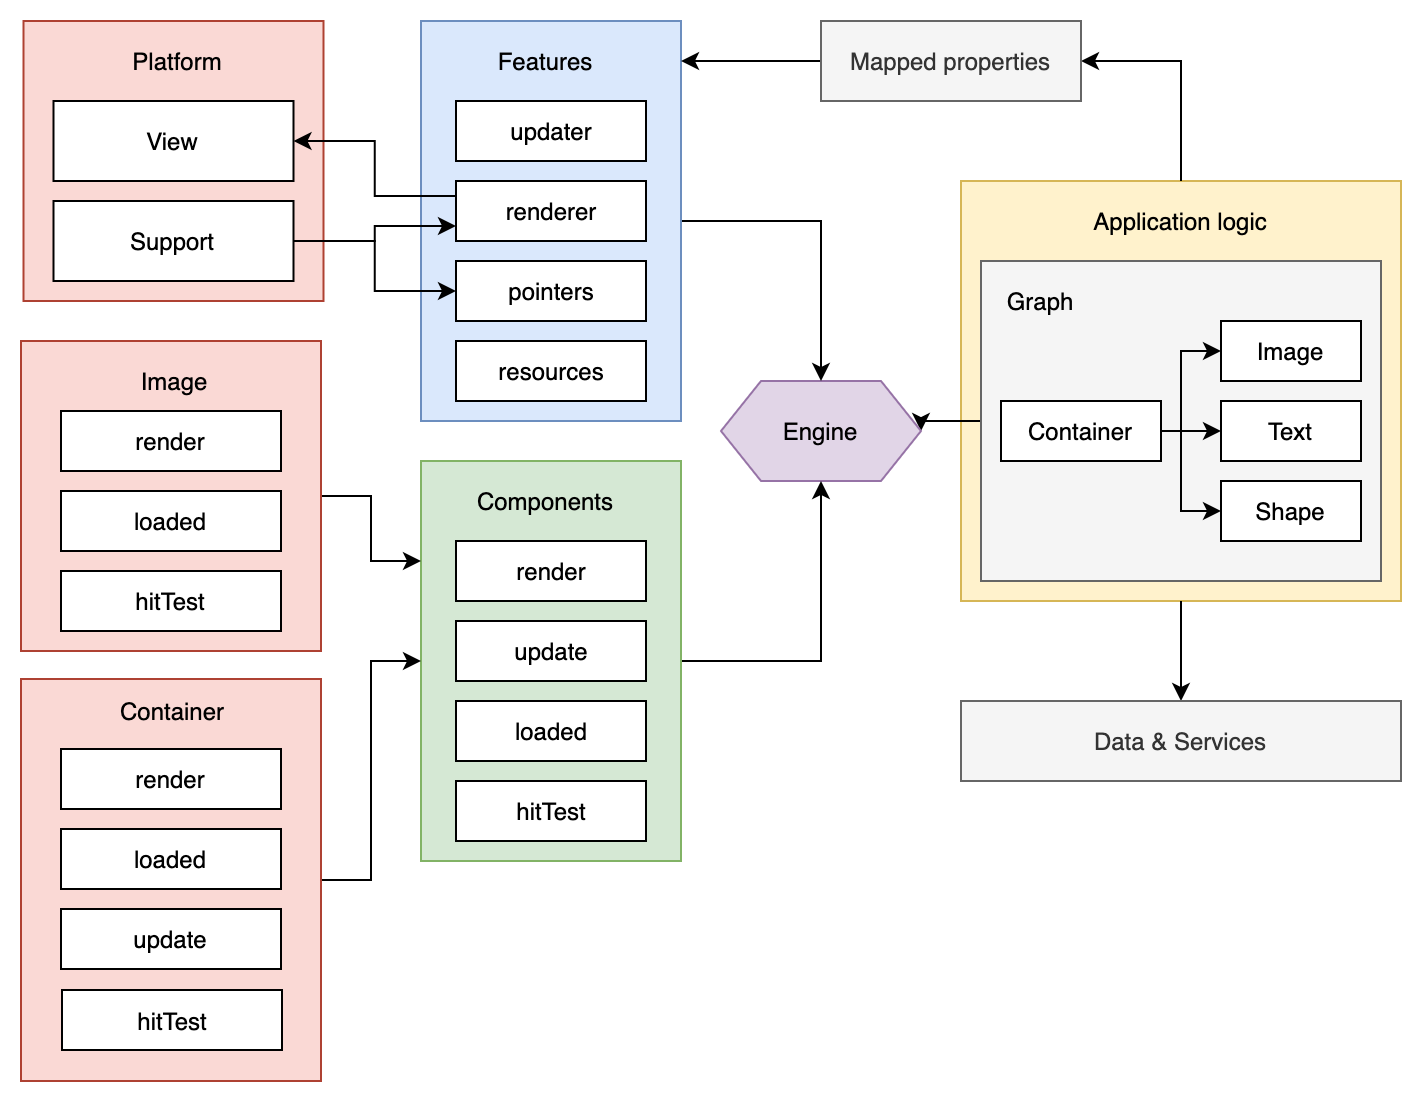 Platform
View
Support
Features
updater
renderer
pointers
resources
Mapped properties
Application logic
Graph
Container
Image
Text
Shape
Engine
Image
render
loaded
hitTest
Components
render
update
loaded
hitTest
Data & Services
Container
render
loaded
update
hitTest